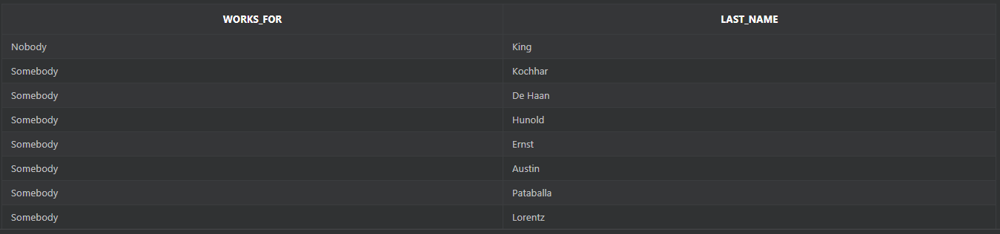 WORKS_FOR LAST_NAME
Nobody King
Somebody Kochhar
Somebody De Haan
Somebody Hunold
Somebody Ernst
Somebody Austin
Somebody Pataballa
Somebody Lorentz